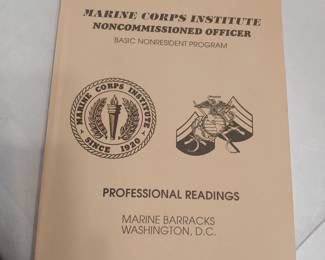 MARINE CORPS INSTITUTE
NONCOMMISSIONED OFFICER
BASIC NONRESIDENT PROGRAM
MARINE CORPS INSTITUTE
SINCE 1920
PROFESSIONAL READINGS
MARINE BARRACKS
WASHINGTON, D.C.